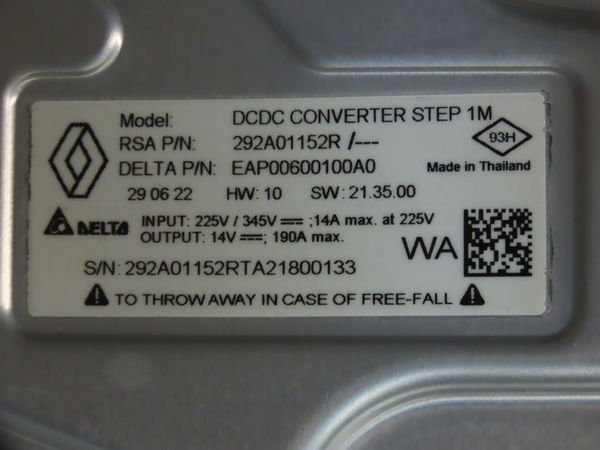 Model: DCDC CONVERTER STEP 1M
RSA P/N: 292A01152R /---
93H
DELTA P/N: EAP00600100A0
Made in Thailand
29 06 22 HW: 10 SW: 21.35.00
DELTA
INPUT: 225V / 345V ⎓ ;14A max. at 225V
OUTPUT: 14V ⎓; 190A max.
WA
S/N: 292A01152RTA21800133
TO THROW AWAY IN CASE OF FREE-FALL